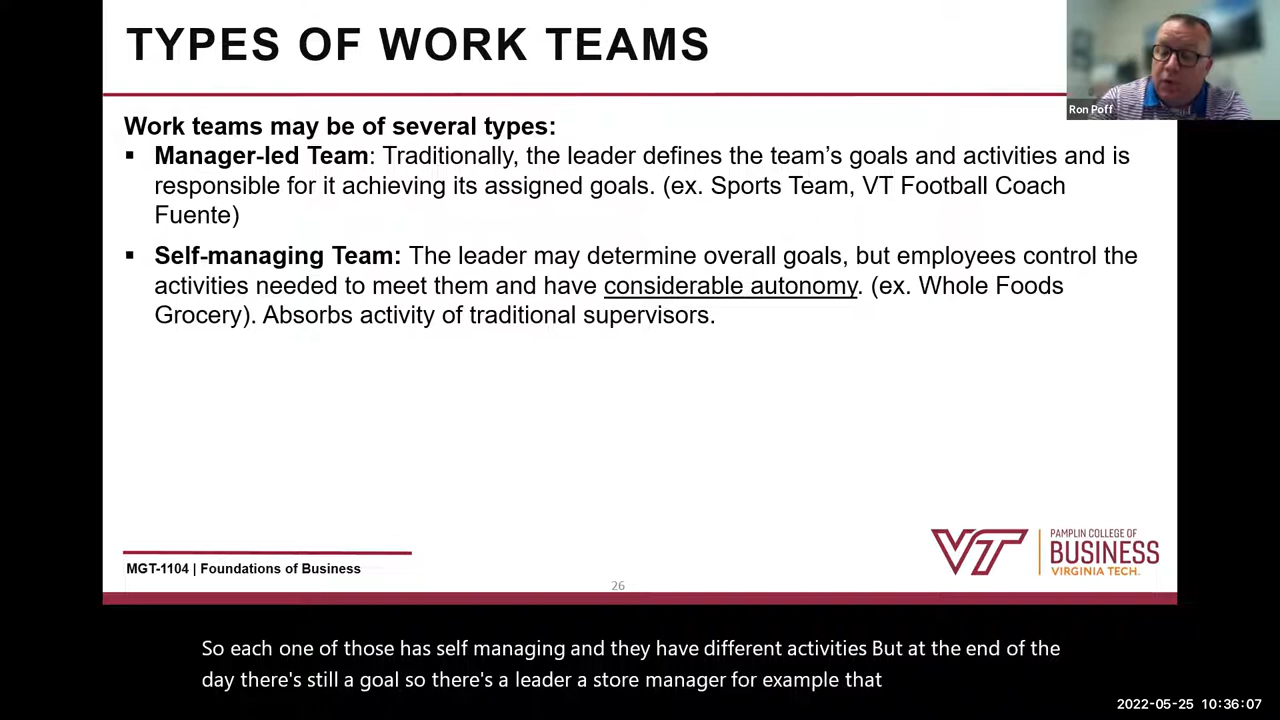 TYPES OF WORK TEAMS
Ron Poff
Work teams may be of several types:
▪ Manager-led Team: Traditionally, the leader defines the team’s goals and activities and is
responsible for it achieving its assigned goals. (ex. Sports Team, VT Football Coach
Fuente)
▪ Self-managing Team: The leader may determine overall goals, but employees control the
activities needed to meet them and have considerable autonomy. (ex. Whole Foods
Grocery). Absorbs activity of traditional supervisors.
VT
PAMPLIN COLLEGE OF
BUSINESS
VIRGINIA TECH.
MGT-1104 | Foundations of Business
26
So each one of those has self managing and they have different activities But at the end of the
day there's still a goal so there's a leader a store manager for example that
2022-05-25 10:36:07